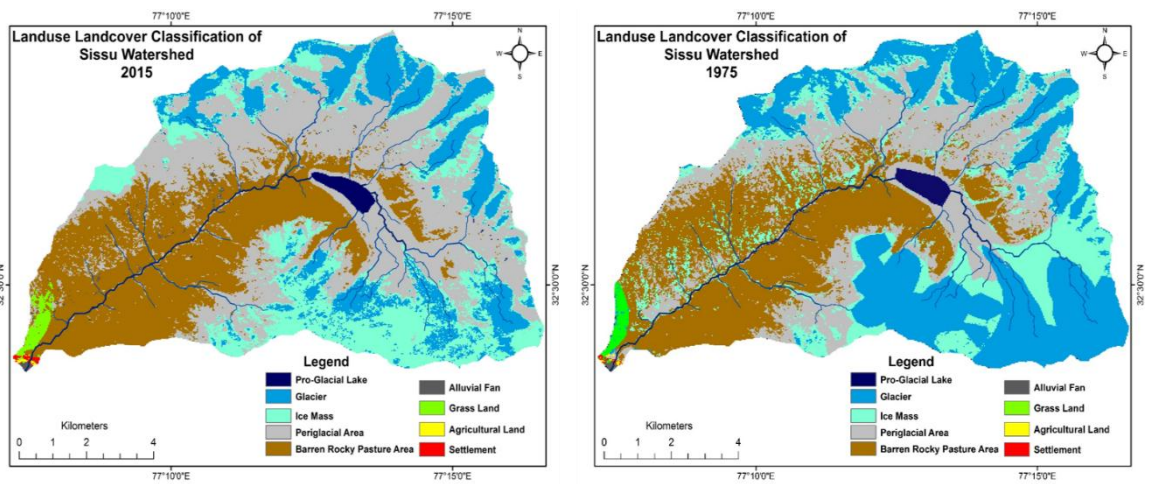 77°10'0"E 77°15'0"E
Landuse Landcover Classification of
Sissu Watershed
2015
N
W E
S
32°30'0"N
32°30'0"N
Legend
Pro-Glacial Lake
Glacier
Ice Mass
Periglacial Area
Barren Rocky Pasture Area
Alluvial Fan
Grass Land
Agricultural Land
Settlement
Kilometers
0 1 2 4
77°10'0"E 77°15'0"E
77°10'0"E 77°15'0"E
Landuse Landcover Classification of
Sissu Watershed
1975
N
W E
S
32°30'0"N
32°30'0"N
Legend
Pro-Glacial Lake
Glacier
Ice Mass
Periglacial Area
Barren Rocky Pasture Area
Alluvial Fan
Grass Land
Agricultural Land
Settlement
Kilometers
0 1 2 4
77°10'0"E 77°15'0"E